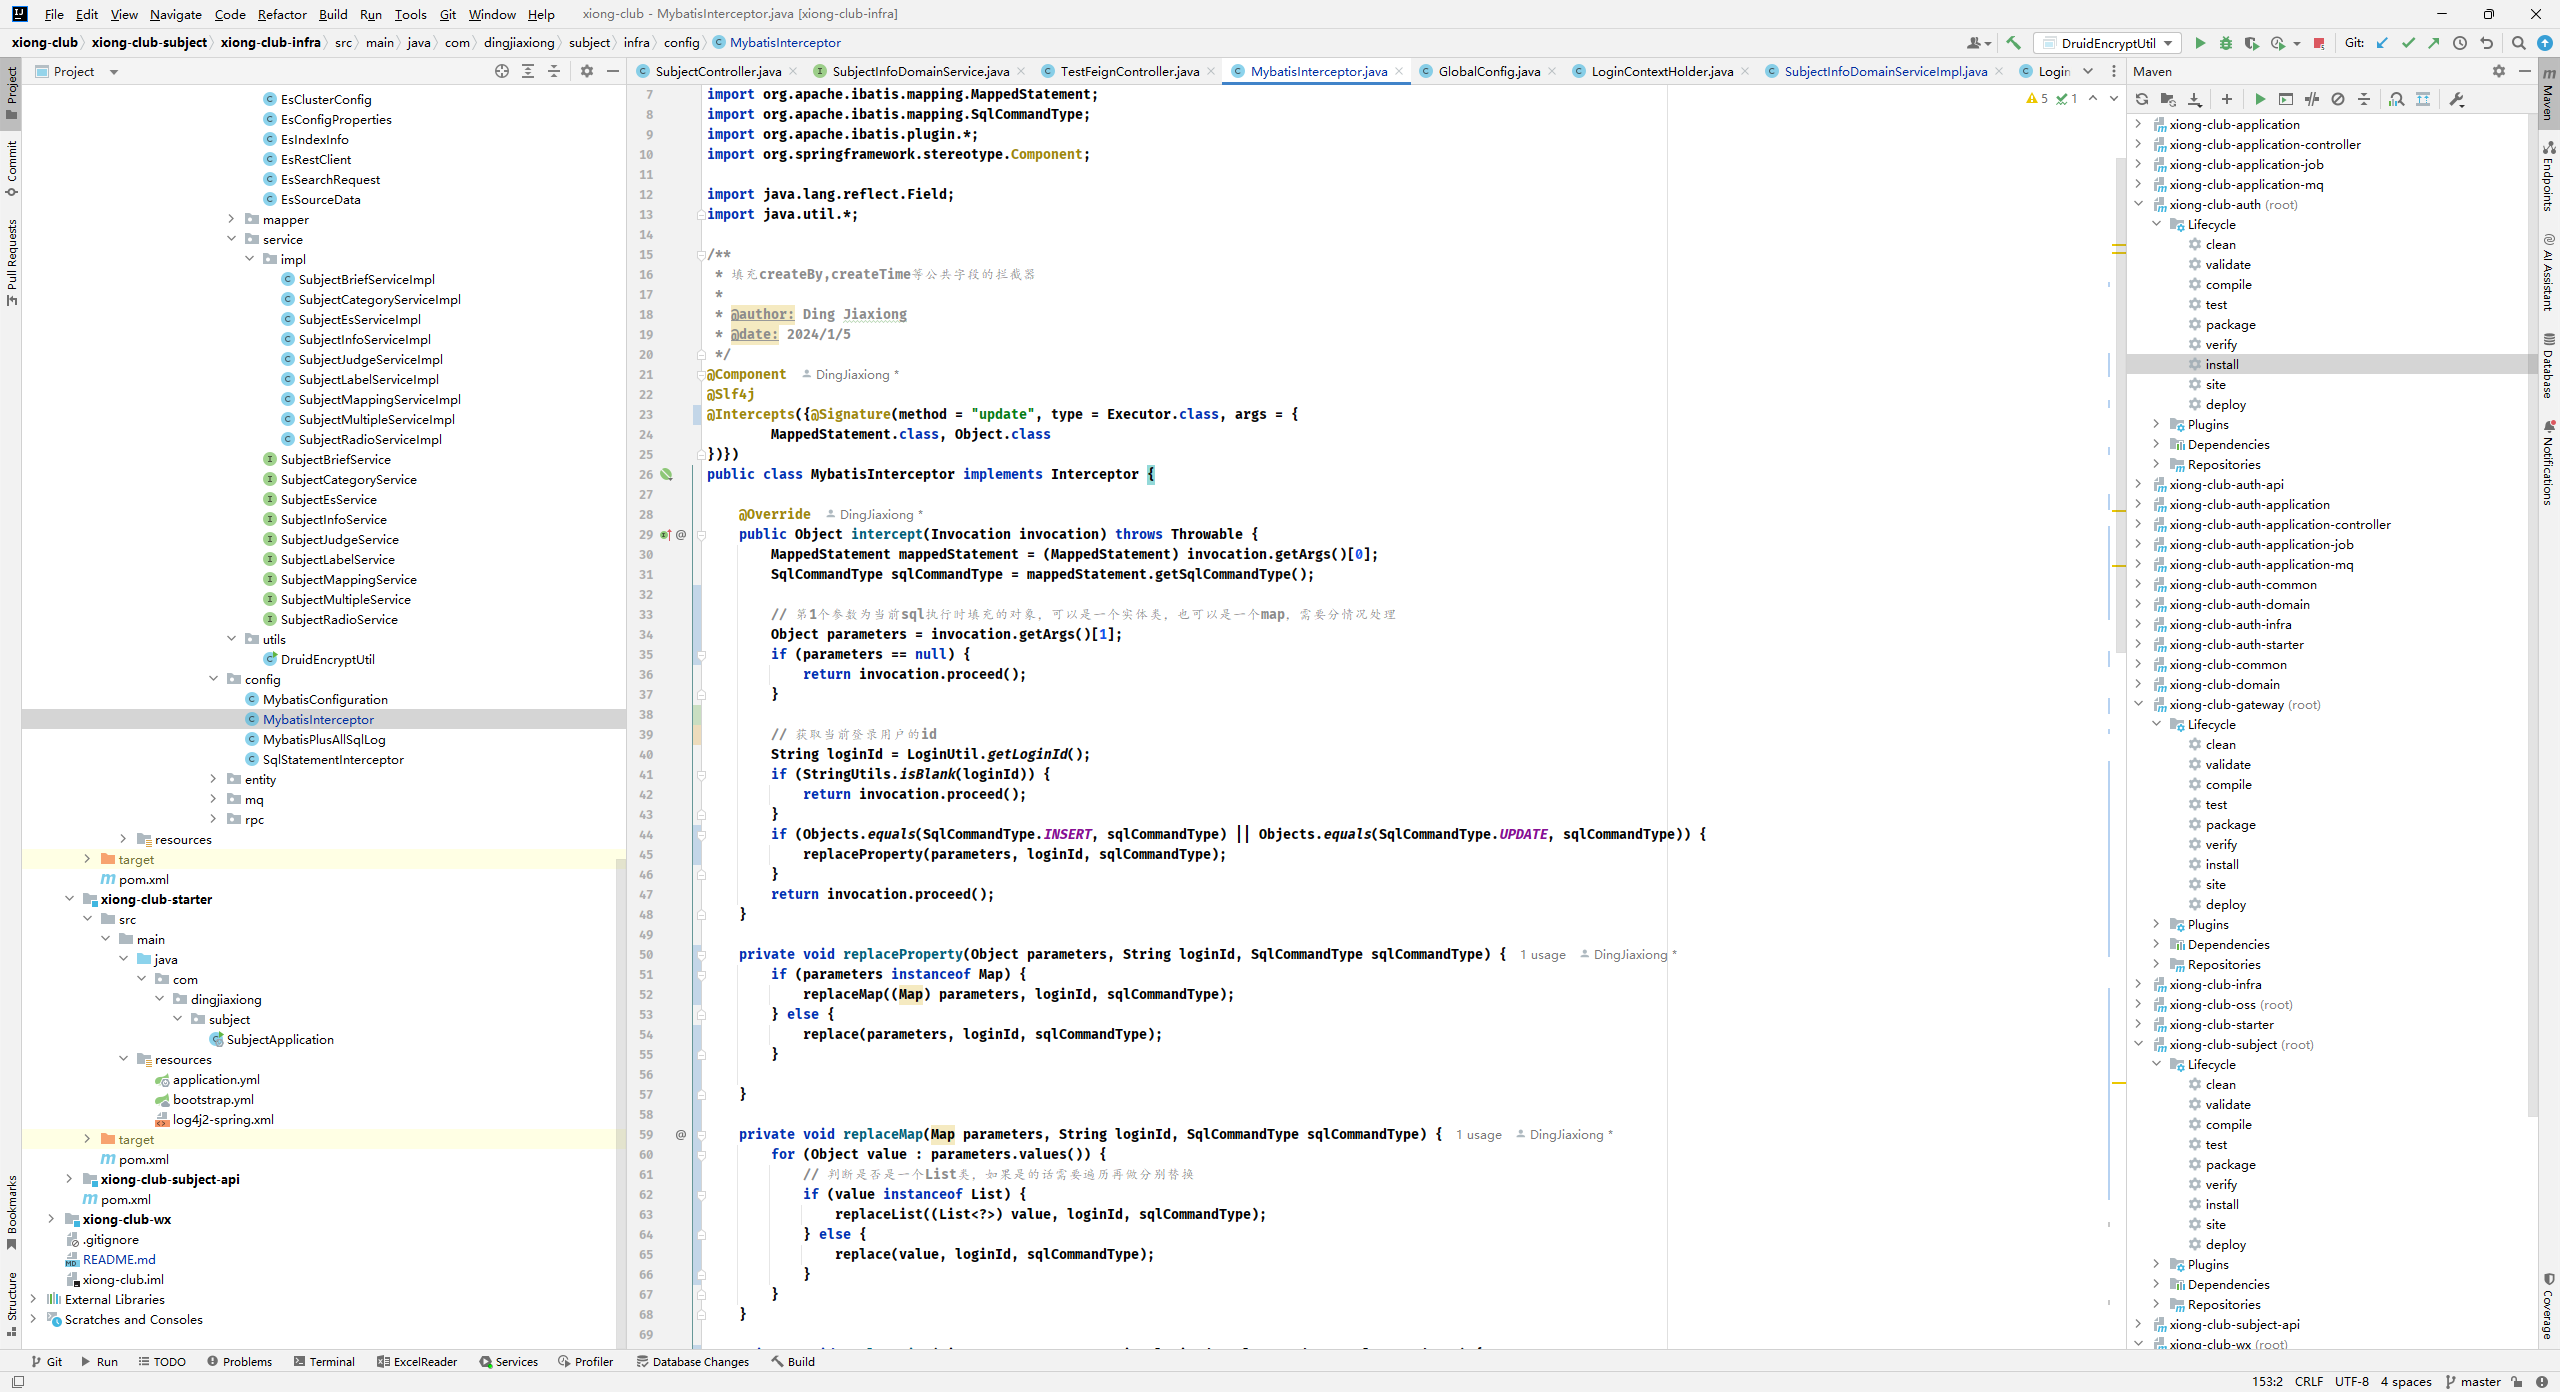 File Edit View Navigate Code Refactor Build Run Tools Git Window Help xiong-club - MybatisInterceptor.java [xiong-club-infra]
xiong-club xiong-club-subject xiong-club-infra src main java com dingjiaxiong subject infra config MybatisInterceptor DruidEncryptUtil Git:
Project
EsClusterConfig
EsConfigProperties
EsIndexInfo
EsRestClient
EsSearchRequest
EsSourceData
mapper
service
impl
SubjectBriefServiceImpl
SubjectCategoryServiceImpl
SubjectEsServiceImpl
SubjectInfoServiceImpl
SubjectJudgeServiceImpl
SubjectLabelServiceImpl
SubjectMappingServiceImpl
SubjectMultipleServiceImpl
SubjectRadioServiceImpl
SubjectBriefService
SubjectCategoryService
SubjectEsService
SubjectInfoService
SubjectJudgeService
SubjectLabelService
SubjectMappingService
SubjectMultipleService
SubjectRadioService
utils
DruidEncryptUtil
config
MybatisConfiguration
MybatisInterceptor
MybatisPlusAllSqlLog
SqlStatementInterceptor
entity
mq
rpc
resources
target
pom.xml
xiong-club-starter
src
main
java
com
dingjiaxiong
subject
SubjectApplication
resources
application.yml
bootstrap.yml
log4j2-spring.xml
target
pom.xml
xiong-club-subject-api
pom.xml
xiong-club-wx
.gitignore
README.md
xiong-club.iml
External Libraries
Scratches and Consoles
Project
Commit
Pull Requests
Bookmarks
Structure
SubjectController.java SubjectInfoDomainService.java TestFeignController.java MybatisInterceptor.java GlobalConfig.java LoginContextHolder.java SubjectInfoDomainServiceImpl.java Login
5 1
7 import org.apache.ibatis.mapping.MappedStatement;
8 import org.apache.ibatis.mapping.SqlCommandType;
9 import org.apache.ibatis.plugin.*;
10 import org.springframework.stereotype.Component;
11
12 import java.lang.reflect.Field;
13 import java.util.*;
14
15 /**
16 * 填充createBy,createTime等公共字段的拦截器
17 *
18 * @author: Ding Jiaxiong
19 * @date: 2024/1/5
20 */
21 @Component DingJiaxiong *
22 @Slf4j
23 @Intercepts({@Signature(method = "update", type = Executor.class, args = {
24 MappedStatement.class, Object.class
25 })})
26 public class MybatisInterceptor implements Interceptor {
27
28 @Override DingJiaxiong *
29 public Object intercept(Invocation invocation) throws Throwable {
30 MappedStatement mappedStatement = (MappedStatement) invocation.getArgs()[0];
31 SqlCommandType sqlCommandType = mappedStatement.getSqlCommandType();
32
33 // 第1个参数为当前sql执行时填充的对象，可以是一个实体类，也可以是一个map，需要分情况处理
34 Object parameters = invocation.getArgs()[1];
35 if (parameters == null) {
36 return invocation.proceed();
37 }
38
39 // 获取当前登录用户的id
40 String loginId = LoginUtil.getLoginId();
41 if (StringUtils.isBlank(loginId)) {
42 return invocation.proceed();
43 }
44 if (Objects.equals(SqlCommandType.INSERT, sqlCommandType) || Objects.equals(SqlCommandType.UPDATE, sqlCommandType)) {
45 replaceProperty(parameters, loginId, sqlCommandType);
46 }
47 return invocation.proceed();
48 }
49
50 private void replaceProperty(Object parameters, String loginId, SqlCommandType sqlCommandType) { 1 usage DingJiaxiong *
51 if (parameters instanceof Map) {
52 replaceMap((Map) parameters, loginId, sqlCommandType);
53 } else {
54 replace(parameters, loginId, sqlCommandType);
55 }
56
57 }
58
59 private void replaceMap(Map parameters, String loginId, SqlCommandType sqlCommandType) { 1 usage DingJiaxiong *
60 for (Object value : parameters.values()) {
61 // 判断是否是一个List类，如果是的话需要遍历再做分别替换
62 if (value instanceof List) {
63 replaceList((List<?>) value, loginId, sqlCommandType);
64 } else {
65 replace(value, loginId, sqlCommandType);
66 }
67 }
68 }
69
Maven
xiong-club-application
xiong-club-application-controller
xiong-club-application-job
xiong-club-application-mq
xiong-club-auth (root)
Lifecycle
clean
validate
compile
test
package
verify
install
site
deploy
Plugins
Dependencies
Repositories
xiong-club-auth-api
xiong-club-auth-application
xiong-club-auth-application-controller
xiong-club-auth-application-job
xiong-club-auth-application-mq
xiong-club-auth-common
xiong-club-auth-domain
xiong-club-auth-infra
xiong-club-auth-starter
xiong-club-common
xiong-club-domain
xiong-club-gateway (root)
Lifecycle
clean
validate
compile
test
package
verify
install
site
deploy
Plugins
Dependencies
Repositories
xiong-club-infra
xiong-club-oss (root)
xiong-club-starter
xiong-club-subject (root)
Lifecycle
clean
validate
compile
test
package
verify
install
site
deploy
Plugins
Dependencies
Repositories
xiong-club-subject-api
xiong-club-wx (root)
Maven
Endpoints
AI Assistant
Database
Notifications
Coverage
Git Run TODO Problems Terminal ExcelReader Services Profiler Database Changes Build
153:2 CRLF UTF-8 4 spaces master